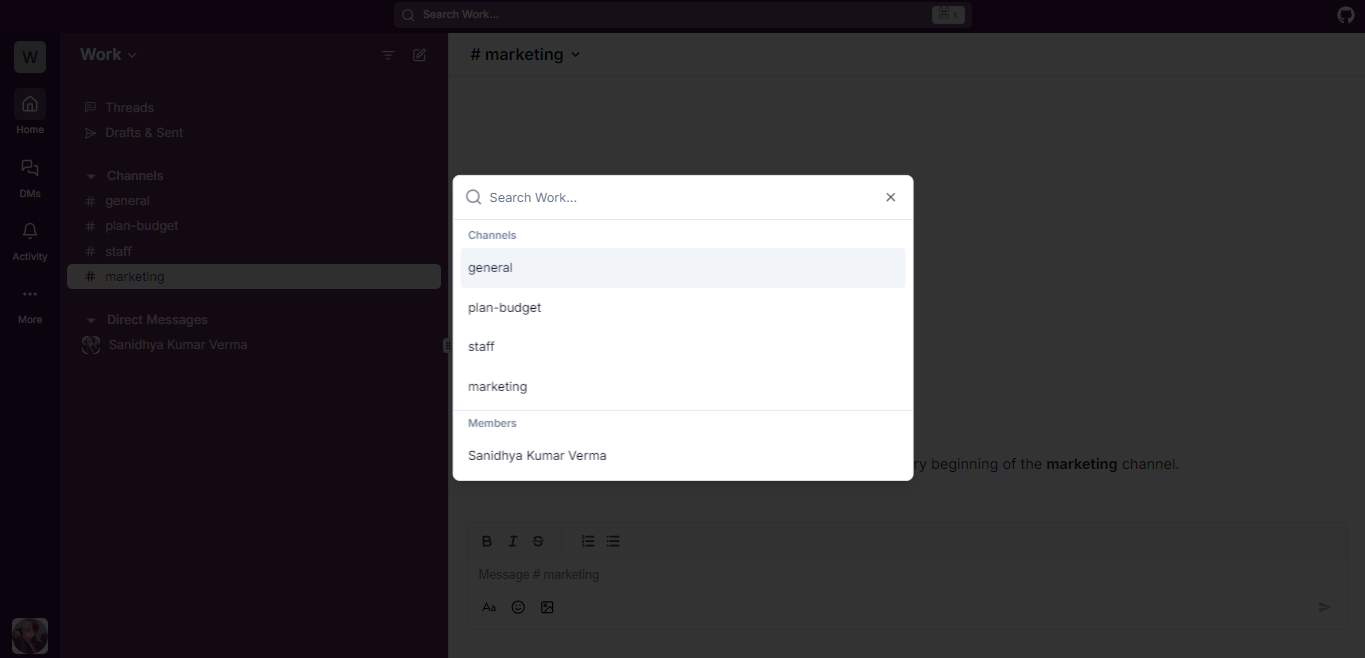 Search Work...
⌘ K
W
Home
DMs
Activity
More
Work
Threads
Drafts & Sent
Channels
# general
# plan-budget
# staff
# marketing
Direct Messages
Sanidhya Kumar Verma
# marketing
Search Work...
Channels
general
plan-budget
staff
marketing
Members
Sanidhya Kumar Verma
beginning of the marketing channel.
B I S
Message # marketing
Aa